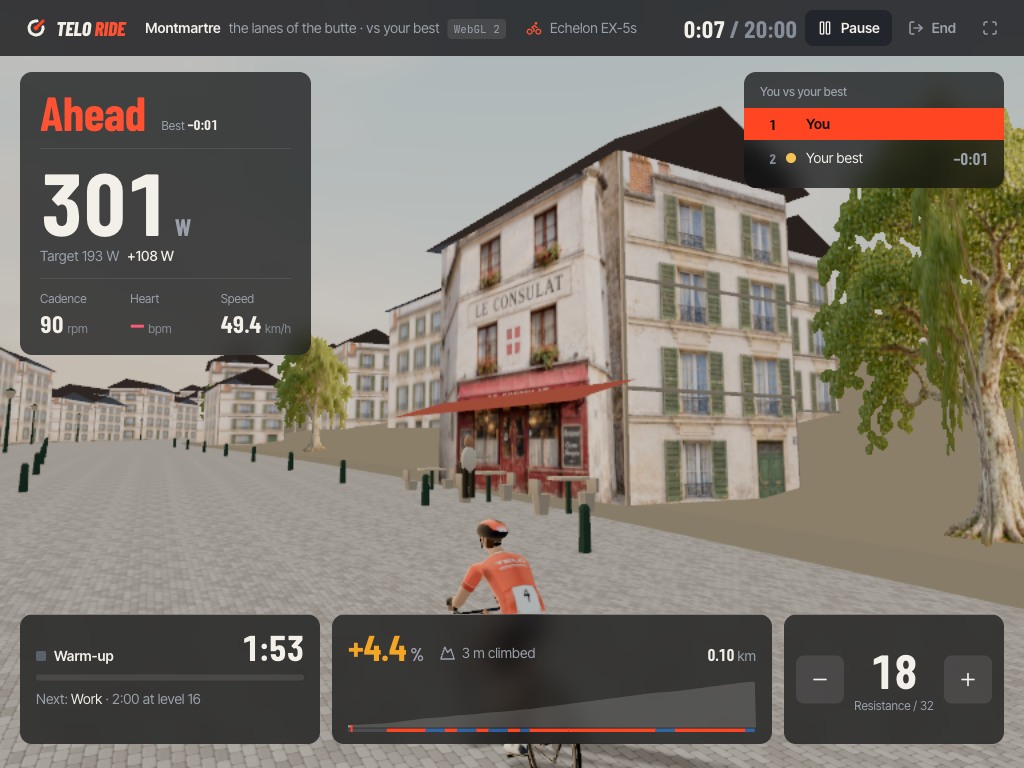 TELO RIDE
Montmartre the lanes of the butte · vs your best WebGL 2 Echelon EX-5s 0:07 / 20:00 Pause End
Ahead Best −0:01
301 W
Target 193 W +108 W
Cadence Heart Speed
90 rpm — bpm 49.4 km/h
You vs your best
1 You
2 Your best −0:01
LE CONSULAT
4
Warm-up 1:53
Next: Work · 2:00 at level 16
+4.4 % 3 m climbed 0.10 km
− 18 +
Resistance / 32